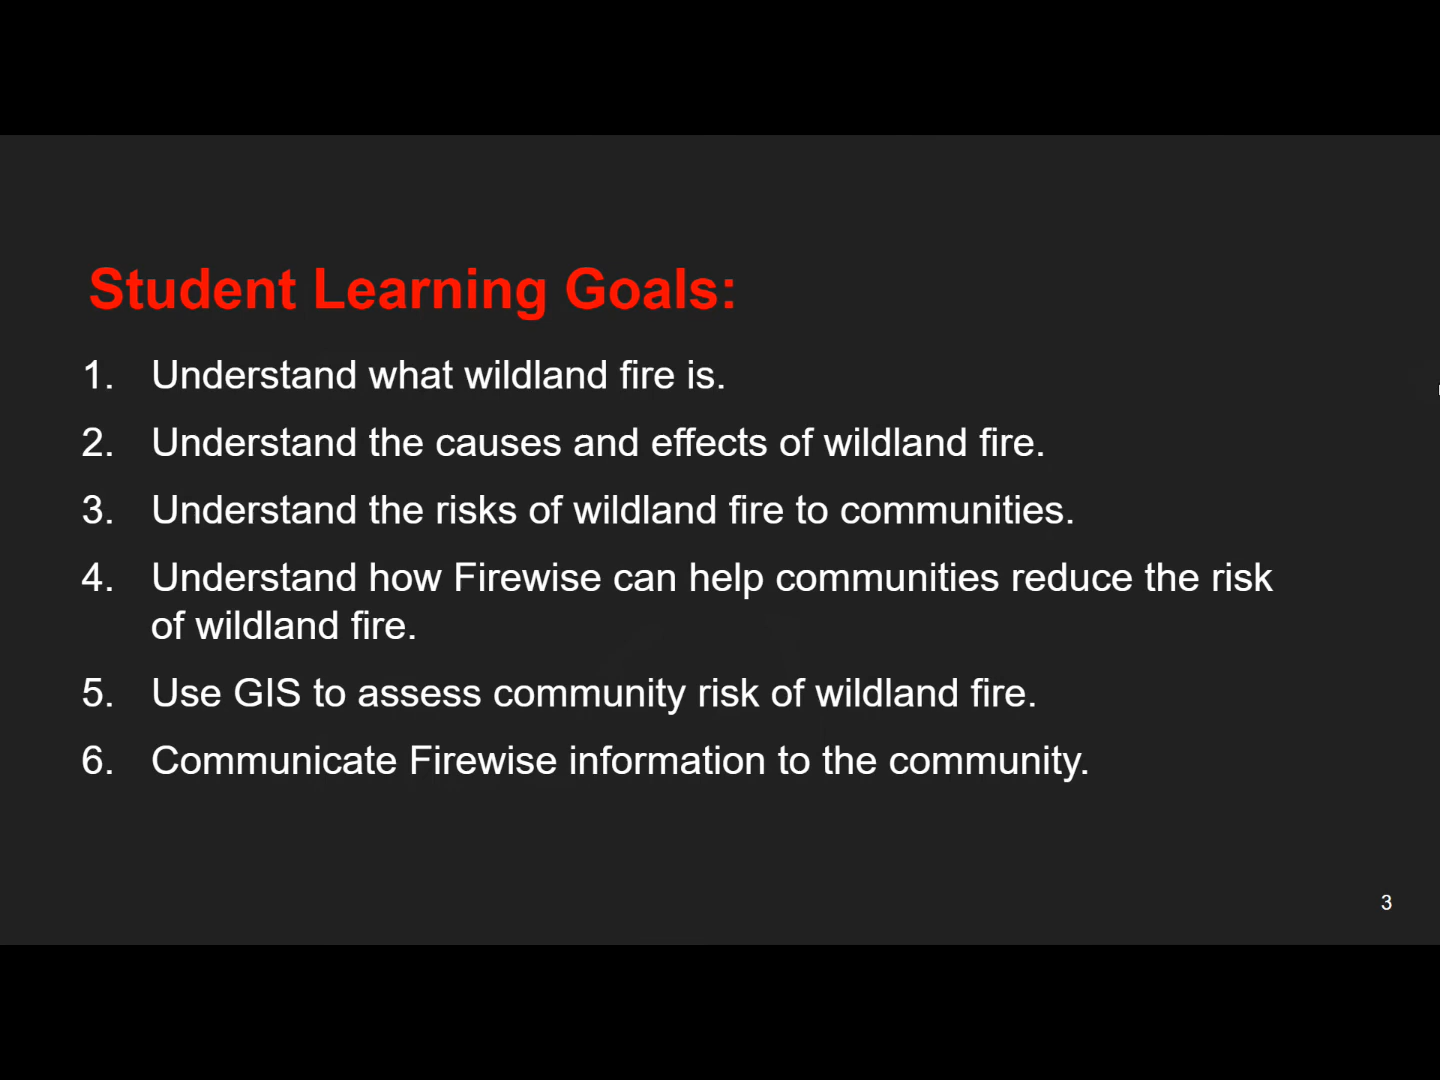 Student Learning Goals:
1. Understand what wildland fire is.
2. Understand the causes and effects of wildland fire.
3. Understand the risks of wildland fire to communities.
4. Understand how Firewise can help communities reduce the risk
of wildland fire.
5. Use GIS to assess community risk of wildland fire.
6. Communicate Firewise information to the community.
3